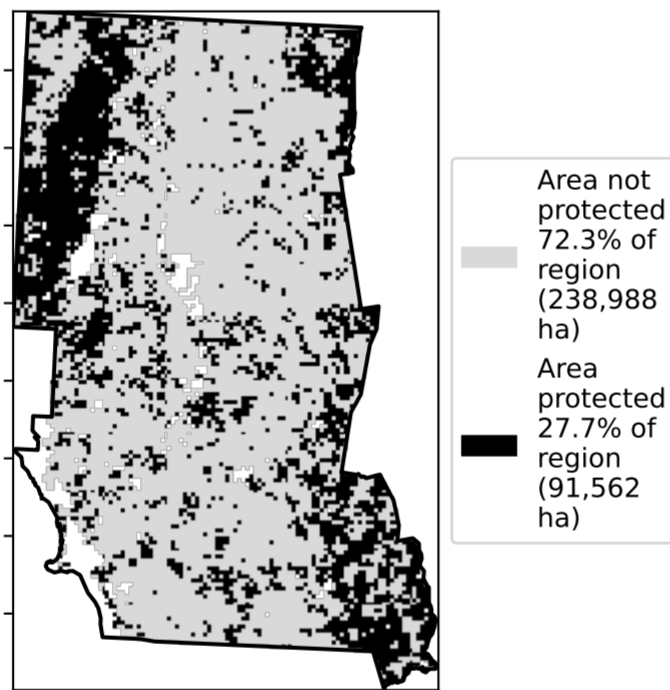 Area not
protected
72.3% of
region
(238,988
ha)
Area
protected
27.7% of
region
(91,562
ha)